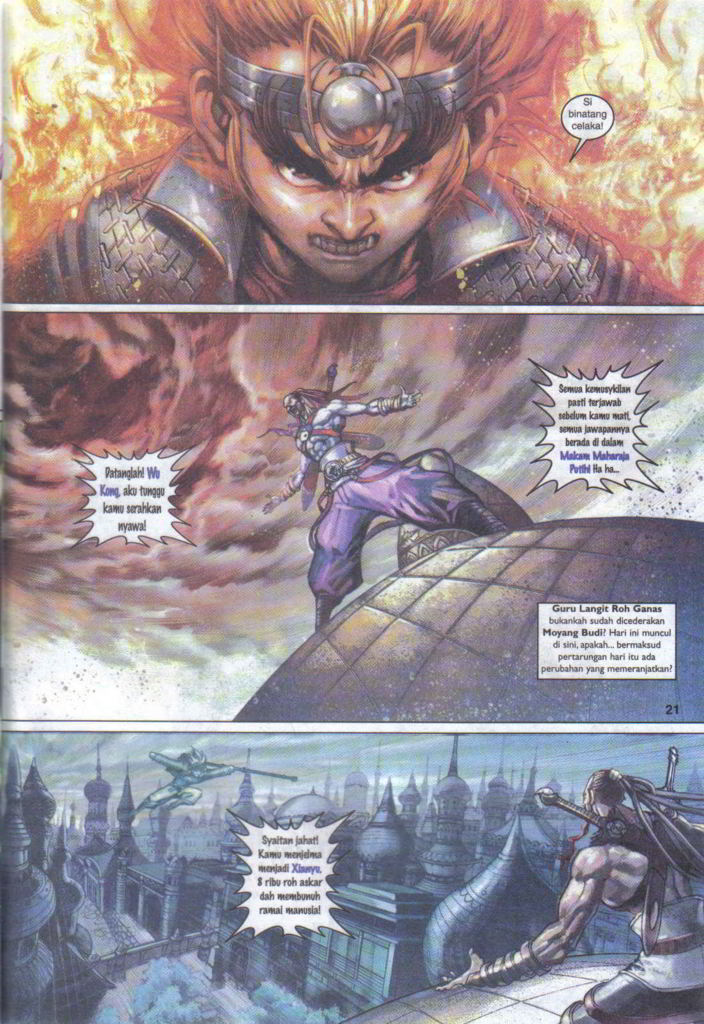 Si
binatang
celaka!
Datanglah! Wu
Kong, aku tunggu
kamu serahkan
nyawa!
Semua kemusykilan
pasti terjawab
sebelum kamu mati,
semua jawapannya
berada di dalam
Makam Maharaja
Putih! Ha ha...
Guru Langit Roh Ganas
bukankah sudah dicederakan
Moyang Budi? Hari ini muncul
di sini, apakah... bermaksud
pertarungan hari itu ada
perubahan yang memeranjatkan?
21
Syaitan jahat!
Kamu menjelma
menjadi Xianyu,
8 ribu roh askar
dah membunuh
ramai manusia!